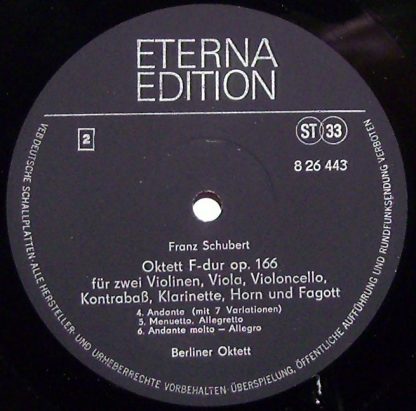 ETERNA
EDITION
2
ST 33
8 26 443
Franz Schubert
Oktett F-dur op. 166
für zwei Violinen, Viola, Violoncello,
Kontrabaß, Klarinette, Horn und Fagott
4. Andante (mit 7 Variationen)
5. Menuetto, Allegretto
6. Andante molto – Allegro
Berliner Oktett
VEB DEUTSCHE SCHALLPLATTEN · ALLE HERSTELLER- UND URHEBERRECHTE VORBEHALTEN · ÜBERSPIELUNG, ÖFFENTLICHE AUFFÜHRUNG UND RUNDFUNKSENDUNG VERBOTEN